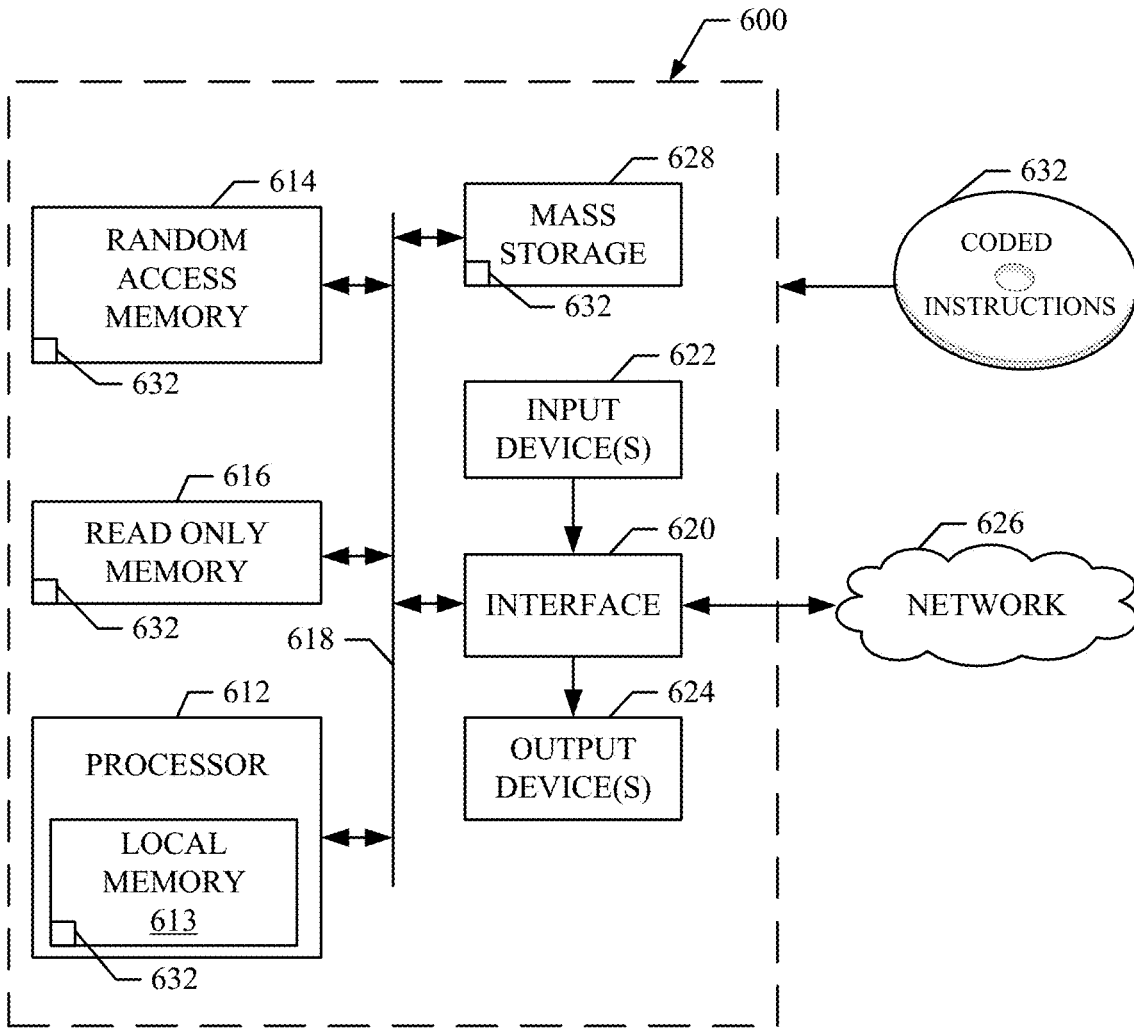 600
614
RANDOM
ACCESS
MEMORY
632
628
MASS
STORAGE
632
632
CODED
INSTRUCTIONS
622
INPUT
DEVICE(S)
616
READ ONLY
MEMORY
632
620
INTERFACE
626
NETWORK
618
612
PROCESSOR
LOCAL
MEMORY
613
632
624
OUTPUT
DEVICE(S)